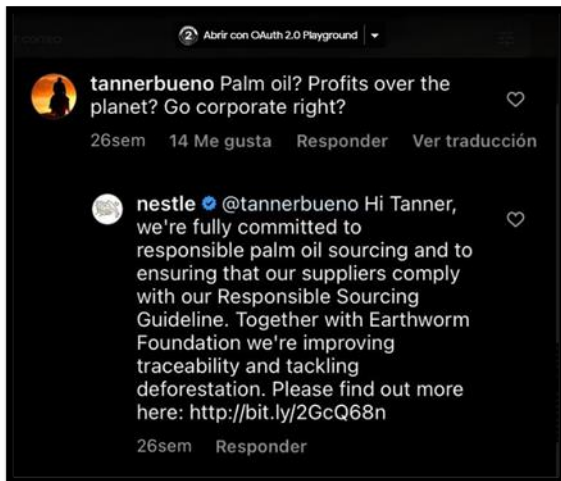 2 Abrir con OAuth 2.0 Playground
tannerbueno Palm oil? Profits over the
planet? Go corporate right?
26sem 14 Me gusta Responder Ver traducción
nestle @tannerbueno Hi Tanner,
we're fully committed to
responsible palm oil sourcing and to
ensuring that our suppliers comply
with our Responsible Sourcing
Guideline. Together with Earthworm
Foundation we're improving
traceability and tackling
deforestation. Please find out more
here: http://bit.ly/2GcQ68n
26sem Responder